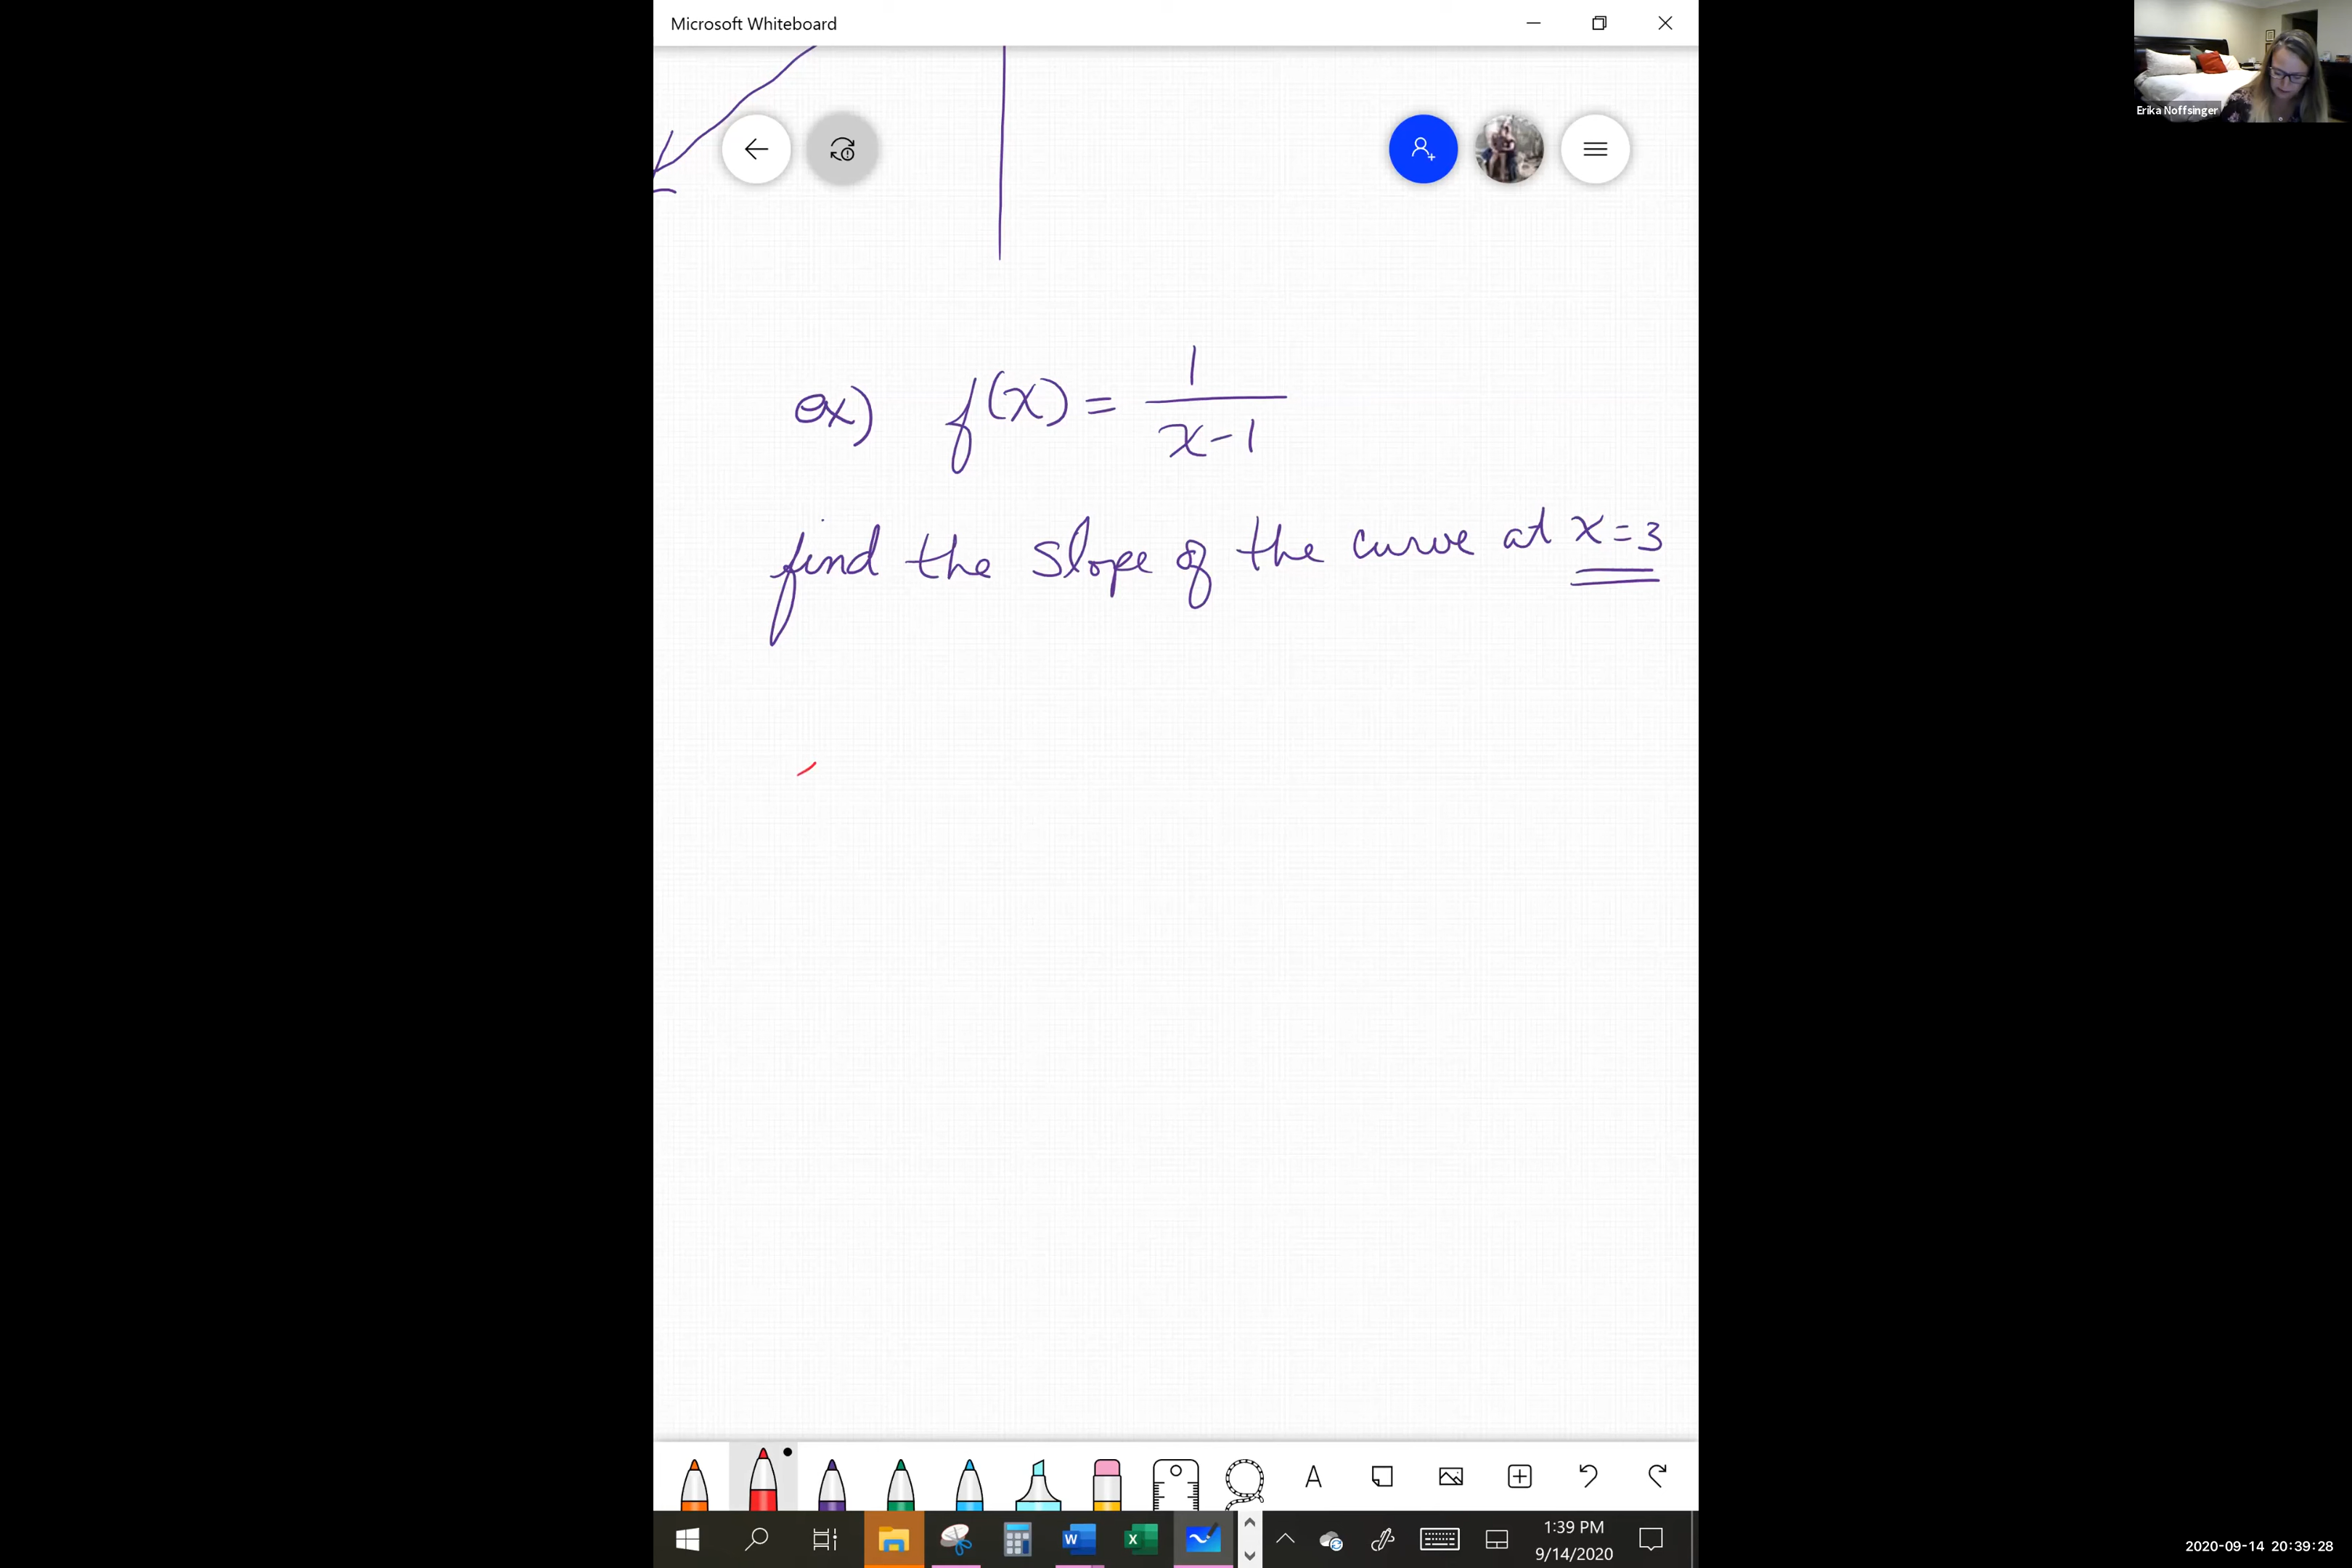 Microsoft Whiteboard
Erika Noffsinger
ex) f(x) = 1/(x-1)
find the slope of the curve at x=3
A
W
X
1:39 PM
9/14/2020
2020-09-14 20:39:28